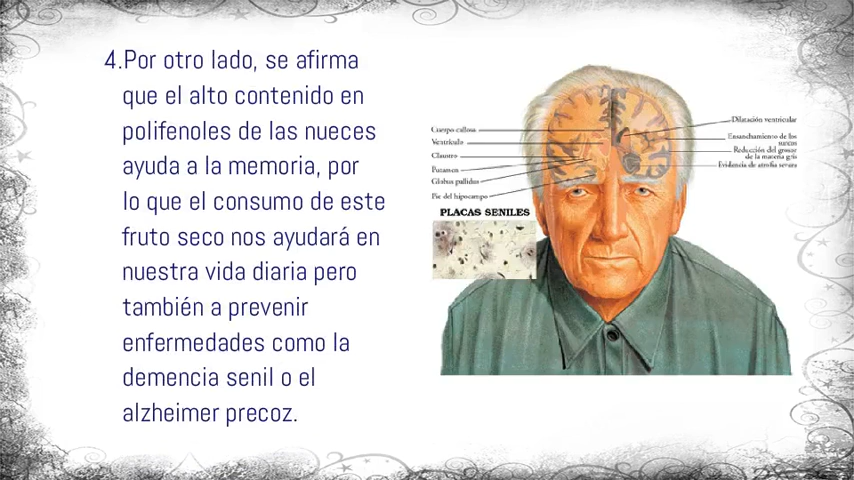 4.Por otro lado, se afirma
que el alto contenido en
polifenoles de las nueces
ayuda a la memoria, por
lo que el consumo de este
fruto seco nos ayudará en
nuestra vida diaria pero
también a prevenir
enfermedades como la
demencia senil o el
alzheimer precoz.
Cuerpo calloso
Ventrículo
Claustro
Putamen
Globus pallidus
Pie del hipocampo
PLACAS SENILES
Dilatación ventricular
Ensanchamiento de los
surcos
Reducción del grosor
de la materia gris
Evidencia de atrofia severa